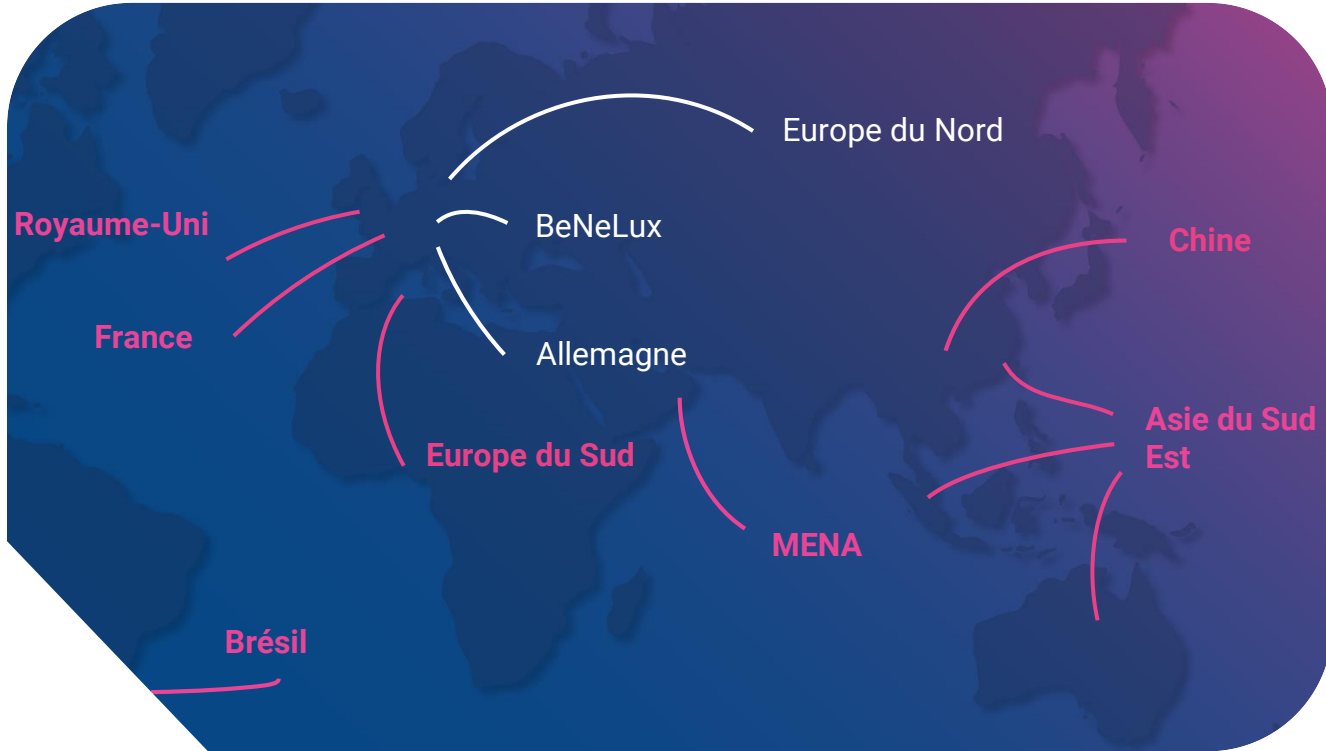 Europe du Nord
Royaume-Uni
BeNeLux
Chine
France
Allemagne
Asie du Sud
Est
Europe du Sud
MENA
Brésil